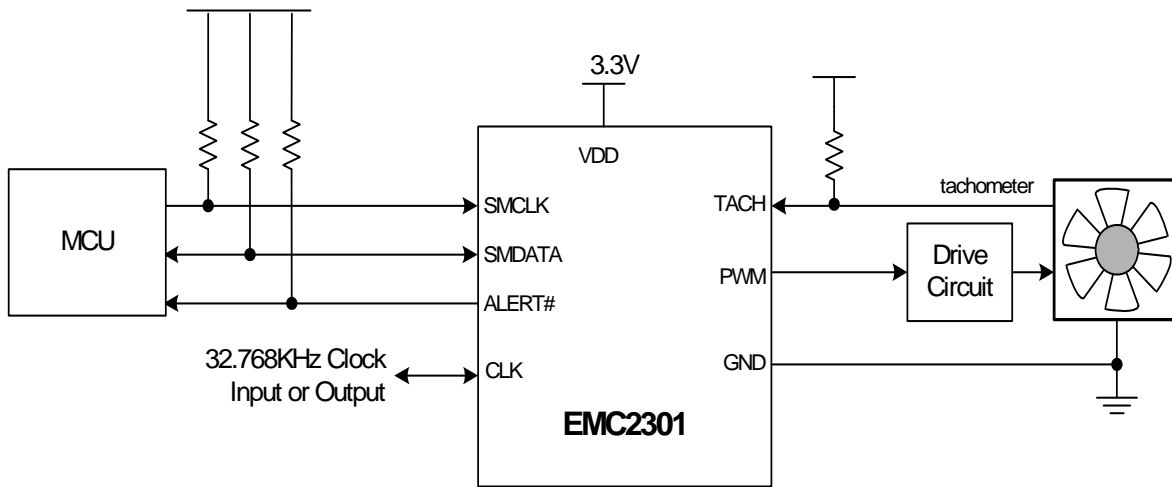 3.3V
VDD
MCU
SMCLK
SMDATA
ALERT#
32.768KHz Clock
Input or Output
CLK
EMC2301
TACH
PWM
GND
tachometer
Drive
Circuit